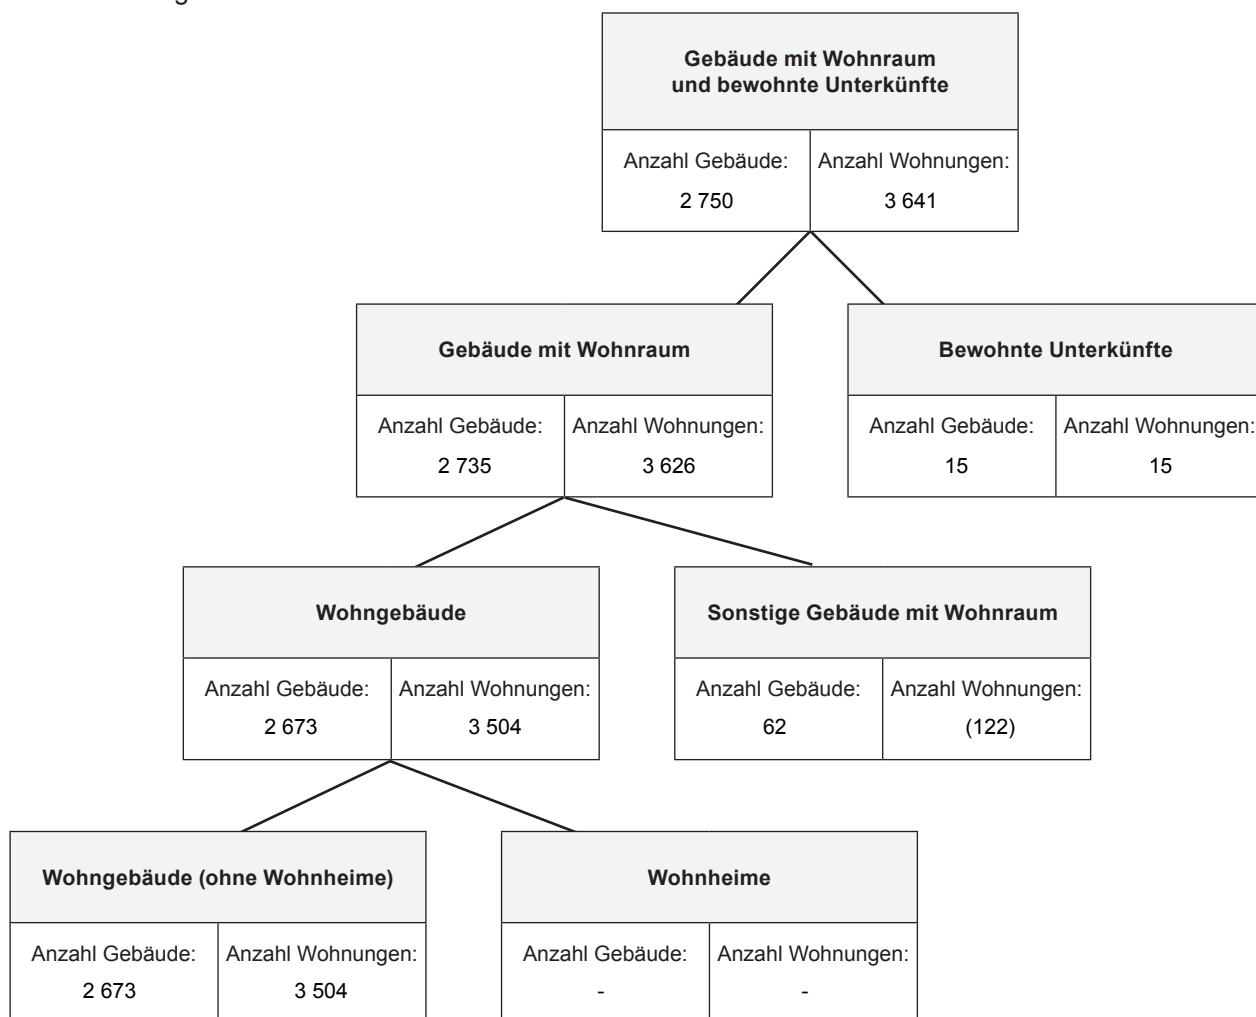 Gebäude mit Wohnraum
und bewohnte Unterkünfte
Anzahl Gebäude: Anzahl Wohnungen:
2 750 3 641
Gebäude mit Wohnraum Bewohnte Unterkünfte
Anzahl Gebäude: Anzahl Wohnungen: Anzahl Gebäude: Anzahl Wohnungen:
2 735 3 626 15 15
Wohngebäude Sonstige Gebäude mit Wohnraum
Anzahl Gebäude: Anzahl Wohnungen: Anzahl Gebäude: Anzahl Wohnungen:
2 673 3 504 62 (122)
Wohngebäude (ohne Wohnheime) Wohnheime
Anzahl Gebäude: Anzahl Wohnungen: Anzahl Gebäude: Anzahl Wohnungen:
2 673 3 504 - -